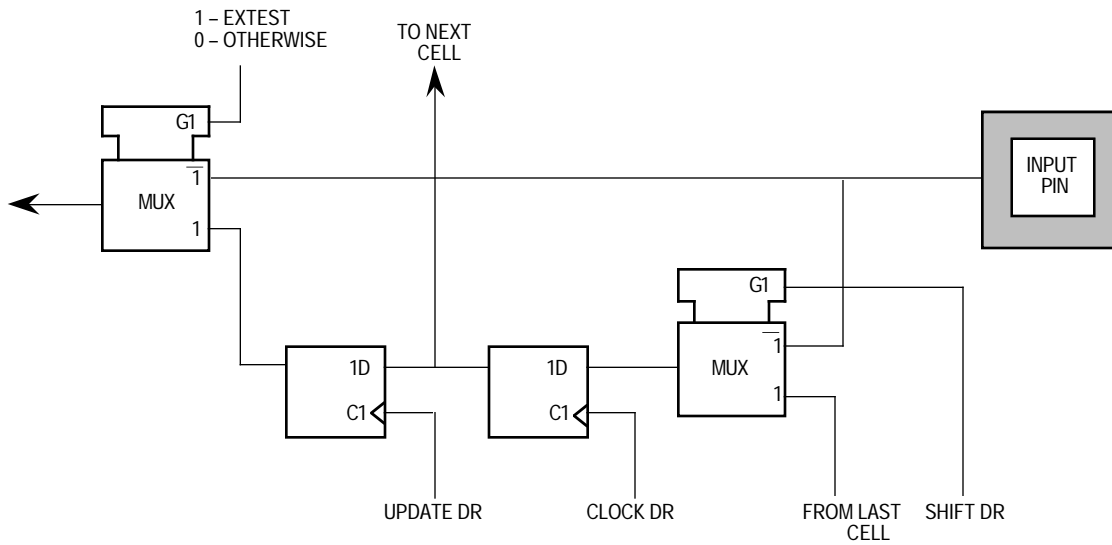 1 – EXTEST
0 – OTHERWISE
TO NEXT
CELL
G1
1
MUX
1
INPUT
PIN
G1
1
MUX
1
1D
C1
1D
C1
UPDATE DR
CLOCK DR
FROM LAST
CELL
SHIFT DR